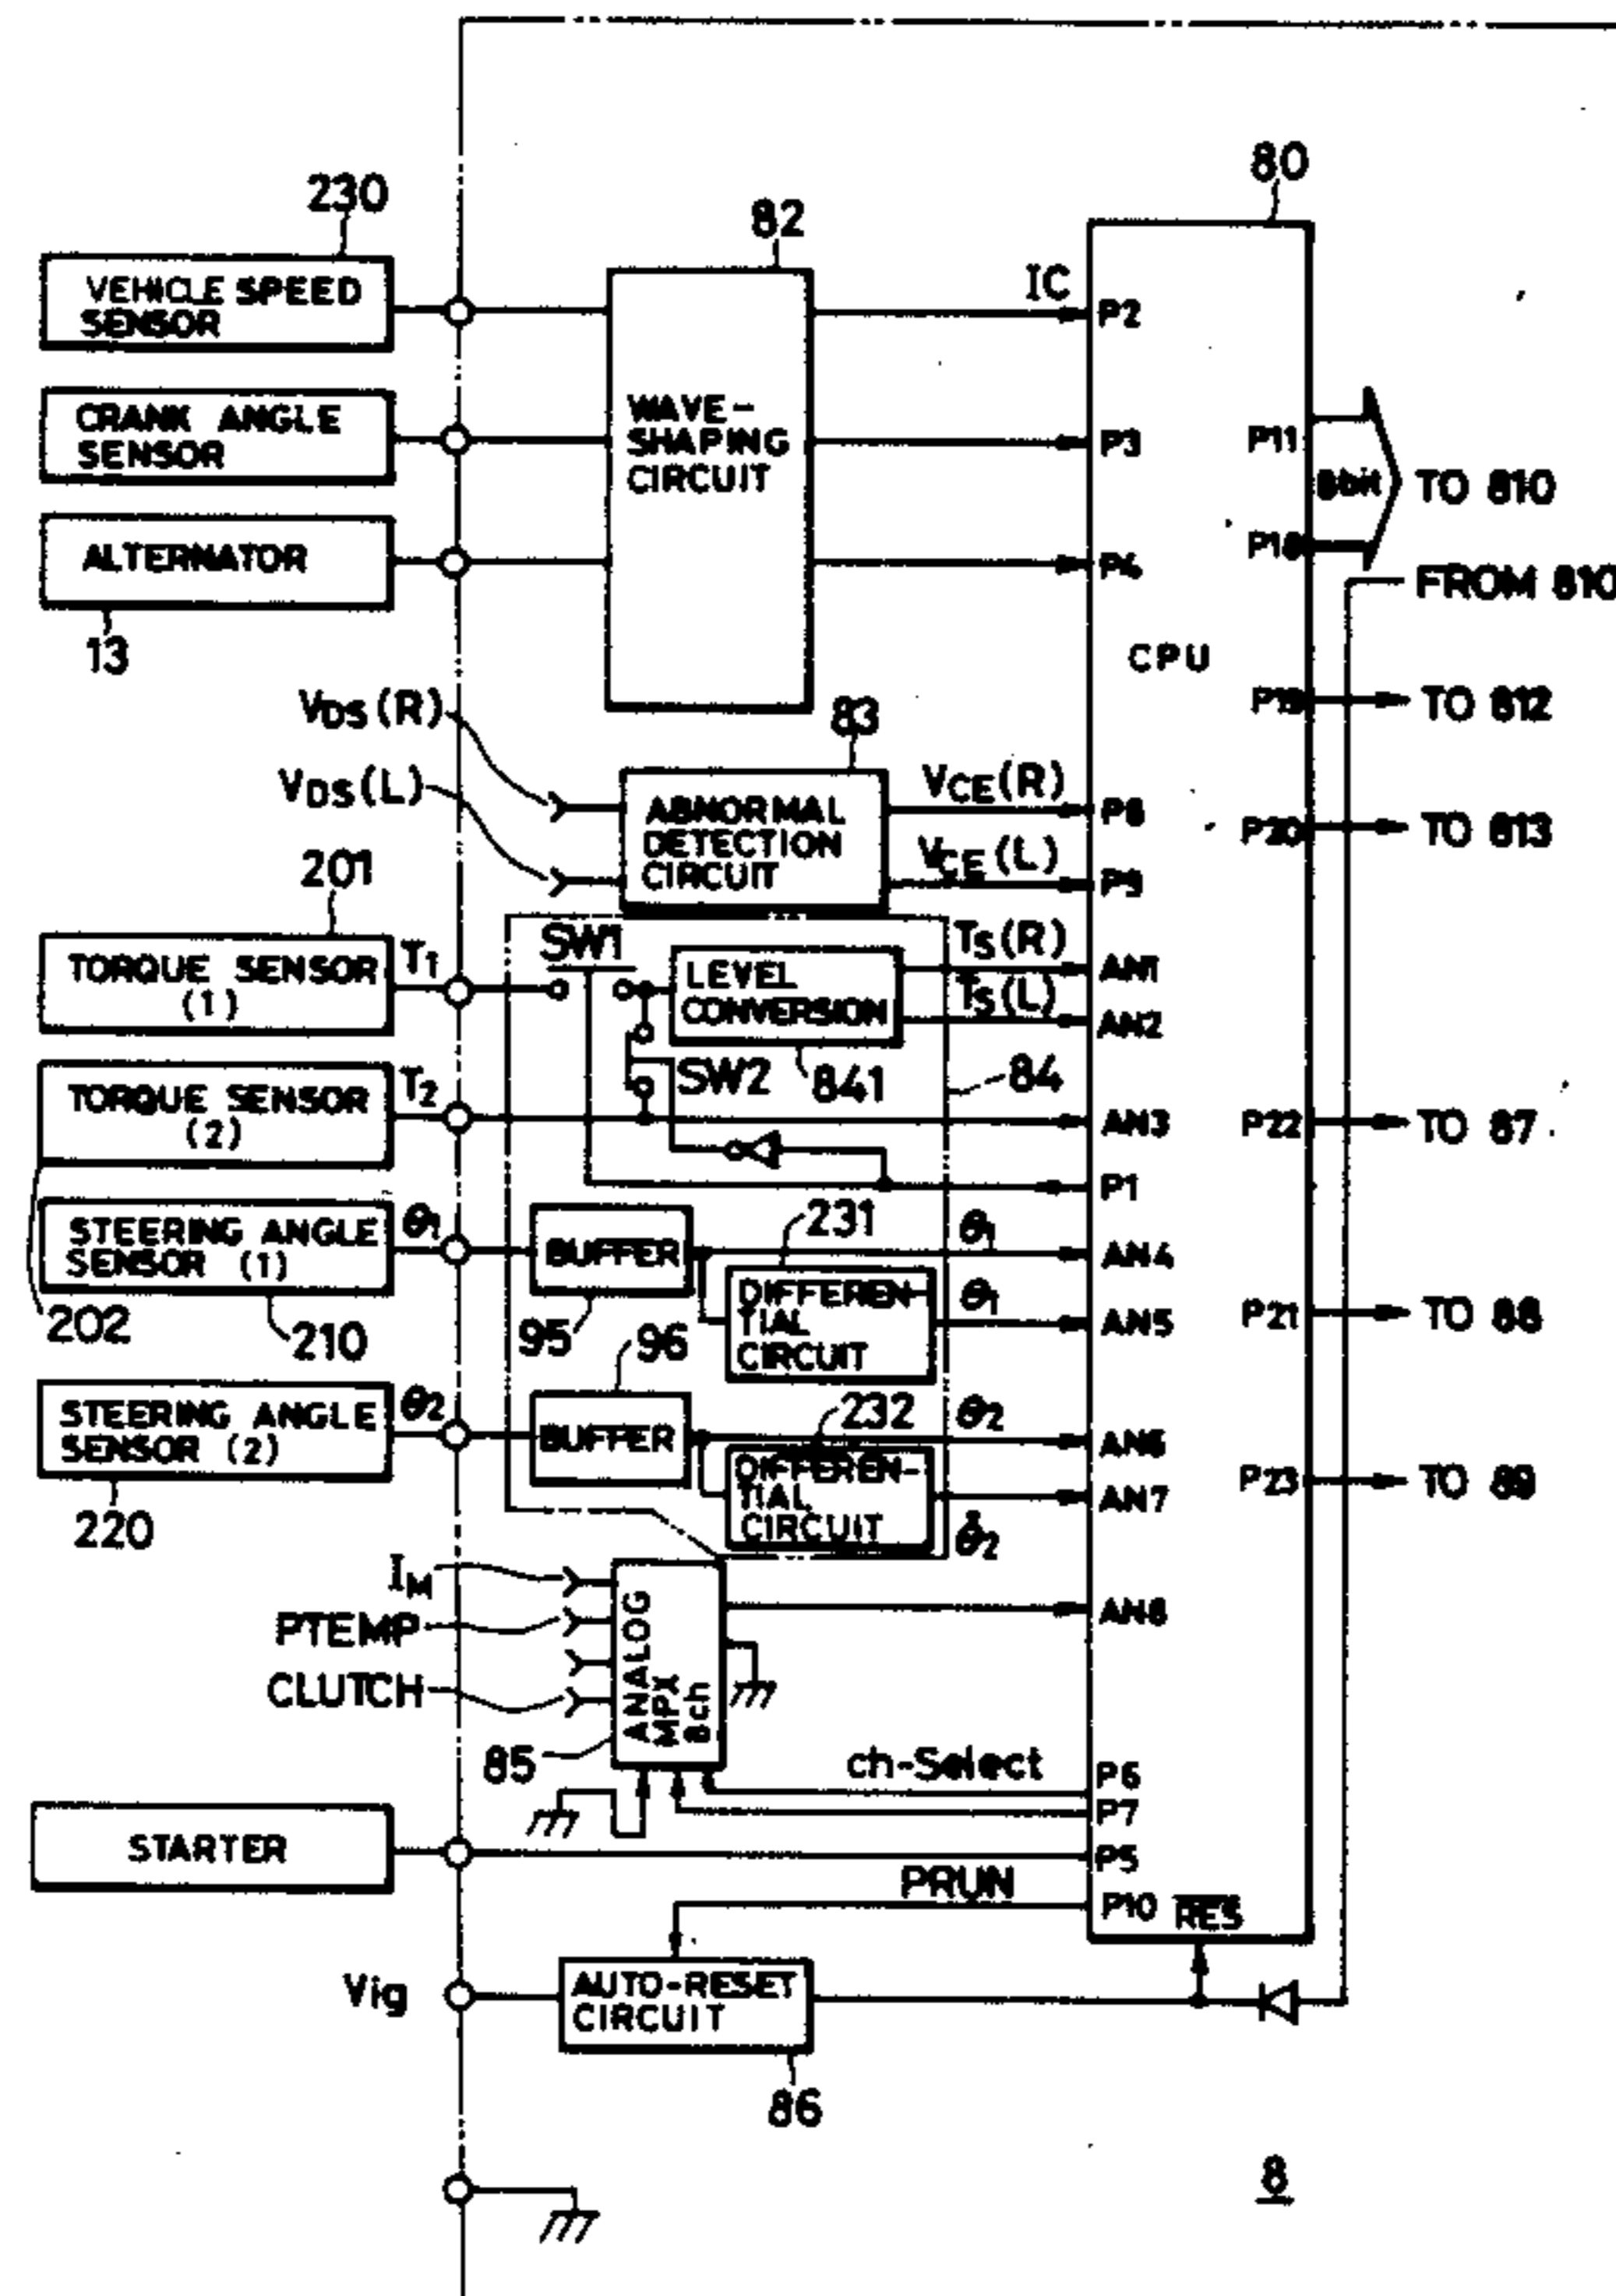 80
230
82
VEHICLE SPEED
SENSOR
IC
P2
CRANK ANGLE
SENSOR
WAVE-
SHAPING
CIRCUIT
P3
P11
8bit
TO 810
ALTERNATOR
P4
P18
FROM 810
13
CPU
VDS(R)
83
P19
TO 812
VDS(L)
ABNORMAL
DETECTION
CIRCUIT
VCE(R)
P8
P20
TO 813
VCE(L)
P9
201
TORQUE SENSOR
(1)
T1
SW1
LEVEL
CONVERSION
TS(R)
AN1
TS(L)
AN2
SW2
841
84
TORQUE SENSOR
(2)
T2
AN3
P22
TO 87
P1
STEERING ANGLE
SENSOR (1)
θ1
BUFFER
231
θ1
AN4
DIFFEREN-
TIAL
CIRCUIT
θ1
AN5
P21
TO 88
202
210
95
96
STEERING ANGLE
SENSOR (2)
θ2
BUFFER
232
θ2
AN6
DIFFEREN-
TIAL
CIRCUIT
AN7
θ̇2
P23
TO 89
220
IM
PTEMP
CLUTCH
ANALOG
MPX
8ch
AN8
85
ch-Select
P6
P7
STARTER
P5
PRUN
P10
R̅E̅S̅
Vig
AUTO-RESET
CIRCUIT
86
8